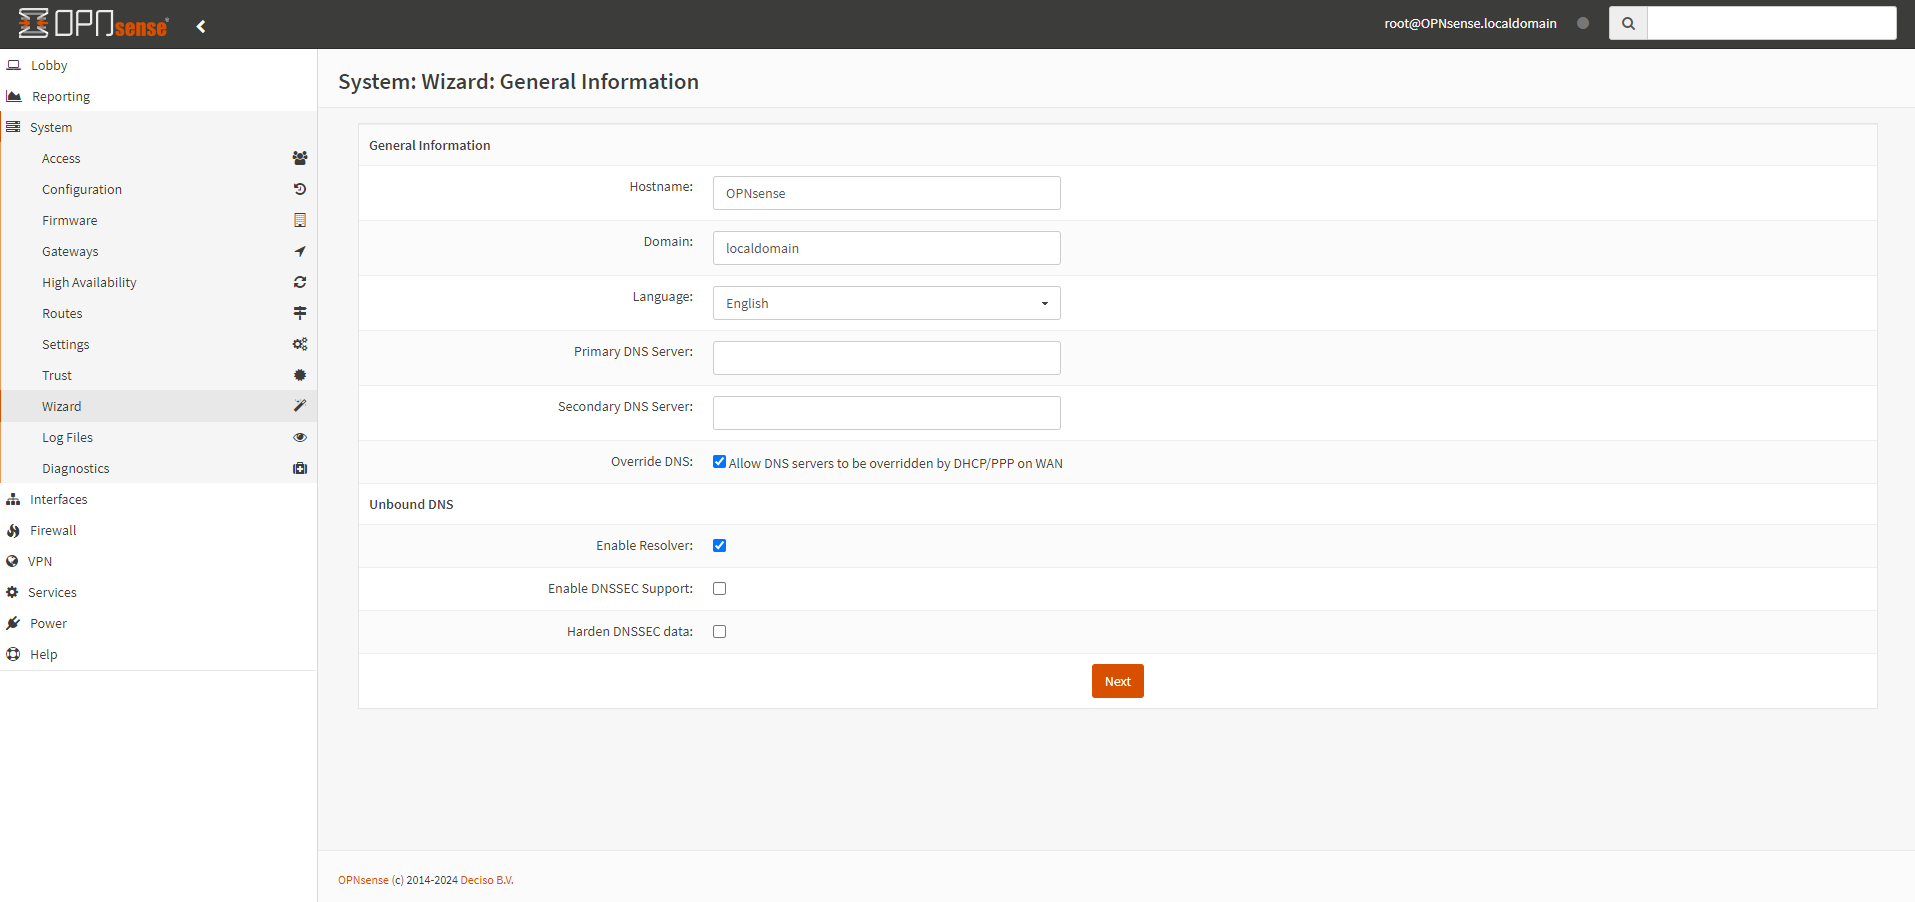 OPNsense®
root@OPNsense.localdomain
Lobby
Reporting
System
Access
Configuration
Firmware
Gateways
High Availability
Routes
Settings
Trust
Wizard
Log Files
Diagnostics
Interfaces
Firewall
VPN
Services
Power
Help
System: Wizard: General Information
General Information
Hostname: OPNsense
Domain: localdomain
Language: English
Primary DNS Server:
Secondary DNS Server:
Override DNS: Allow DNS servers to be overridden by DHCP/PPP on WAN
Unbound DNS
Enable Resolver:
Enable DNSSEC Support:
Harden DNSSEC data:
Next
OPNsense (c) 2014-2024 Deciso B.V.